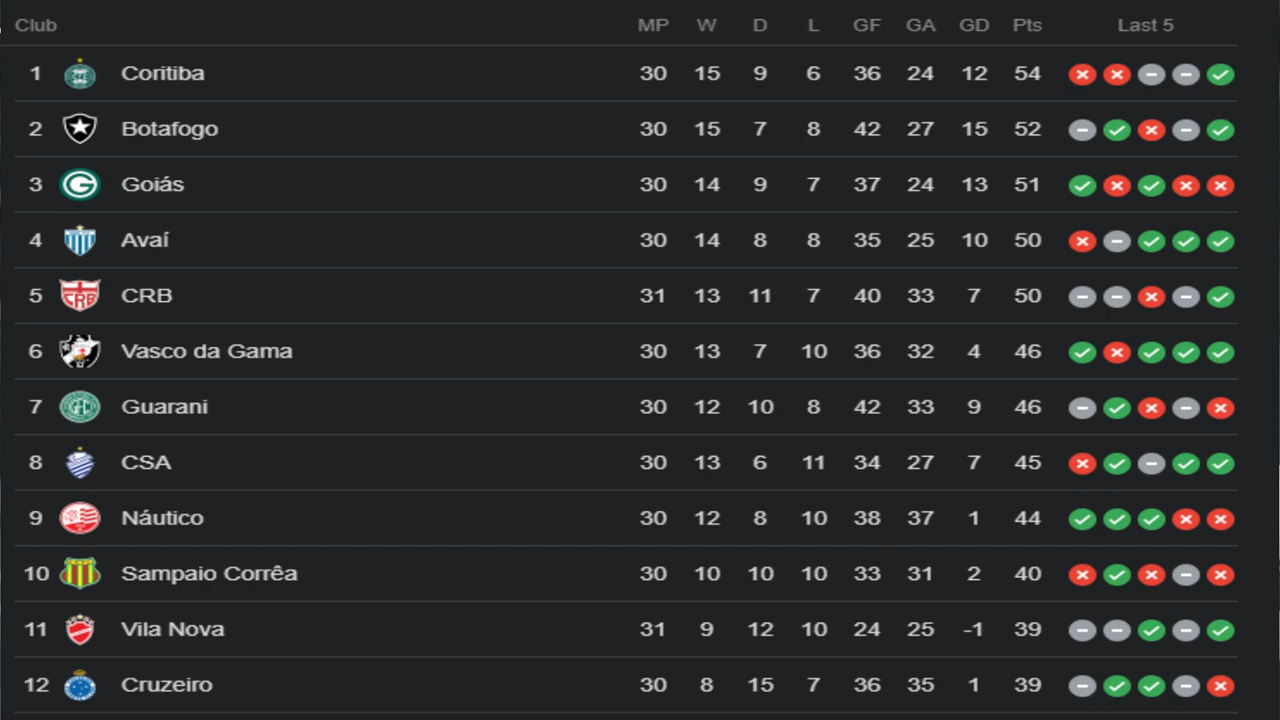 Club MP W D L GF GA GD Pts Last 5
1 Coritiba 30 15 9 6 36 24 12 54
2 Botafogo 30 15 7 8 42 27 15 52
3 Goiás 30 14 9 7 37 24 13 51
4 Avaí 30 14 8 8 35 25 10 50
5 CRB CRB 31 13 11 7 40 33 7 50
6 Vasco da Gama 30 13 7 10 36 32 4 46
7 GFC Guarani 30 12 10 8 42 33 9 46
8 CSA 30 13 6 11 34 27 7 45
9 Náutico 30 12 8 10 38 37 1 44
10 Sampaio Corrêa 30 10 10 10 33 31 2 40
11 Vila Nova 31 9 12 10 24 25 -1 39
12 Cruzeiro 30 8 15 7 36 35 1 39